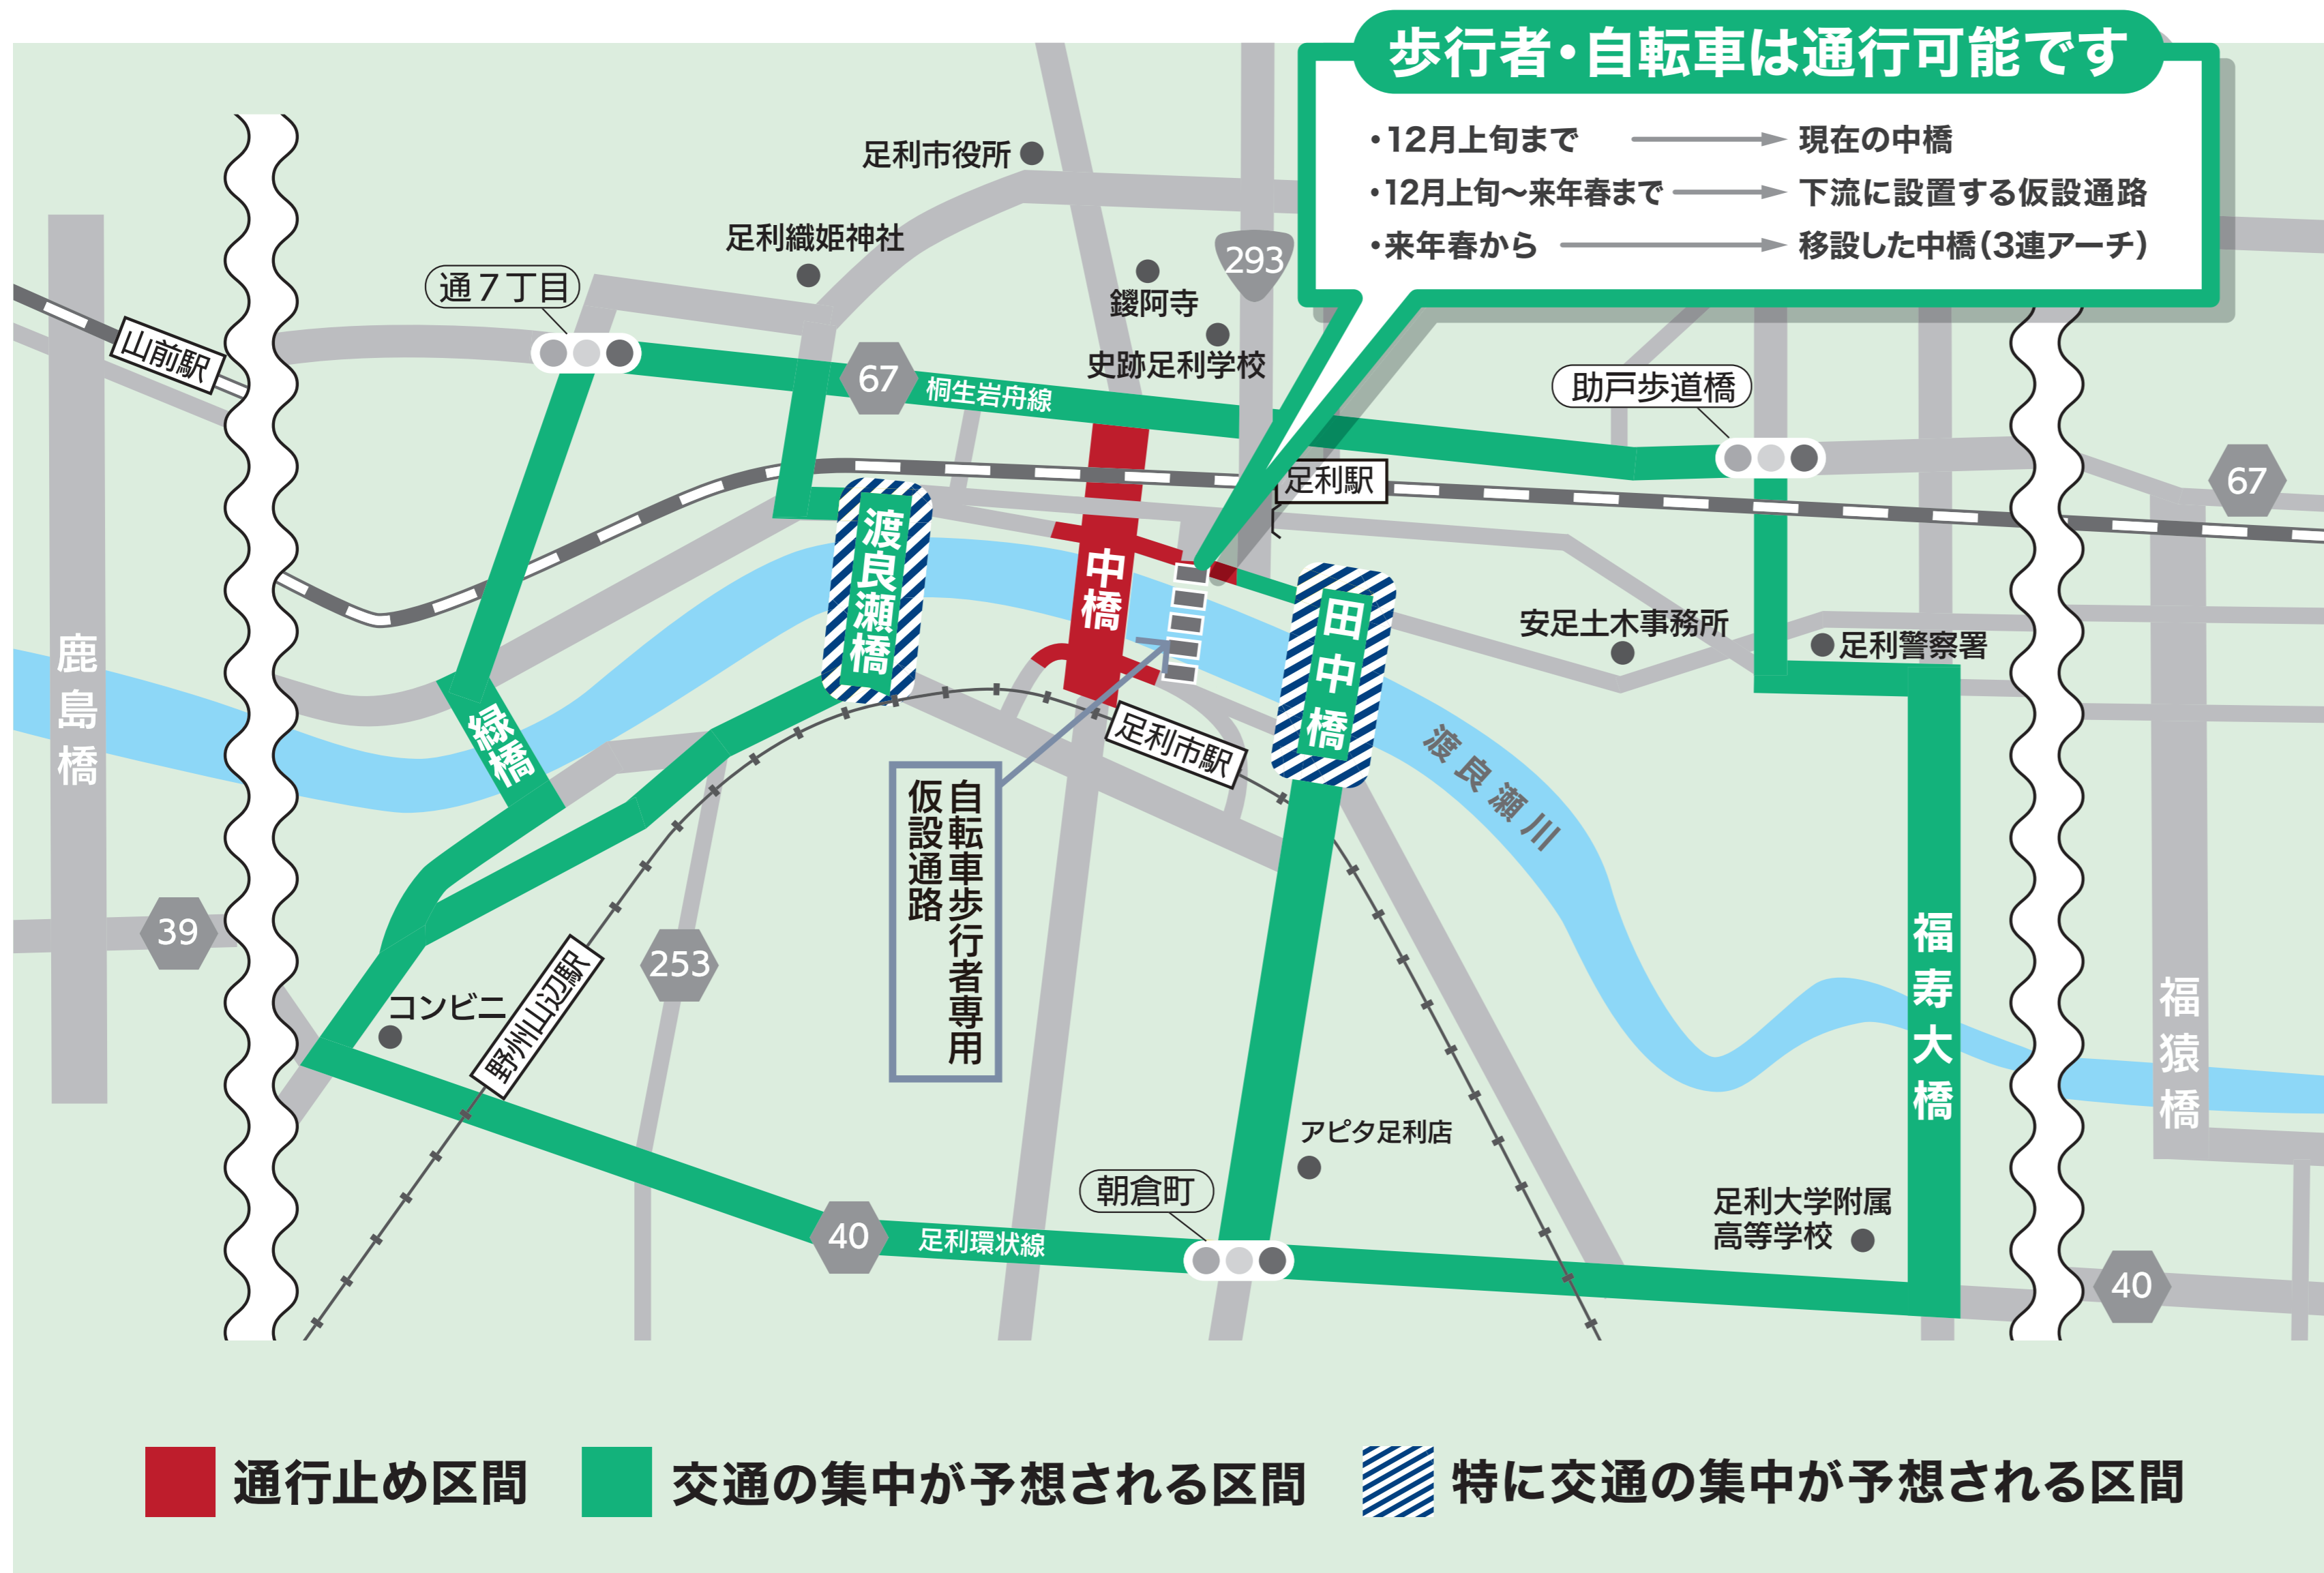 歩行者・自転車は通行可能です
・12月上旬まで → 現在の中橋
・12月上旬～来年春まで → 下流に設置する仮設通路
・来年春から → 移設した中橋(3連アーチ)
足利市役所
足利織姫神社
293
通7丁目
鑁阿寺
史跡足利学校
山前駅
67
桐生岩舟線
助戸歩道橋
足利駅
67
渡良瀬橋
中橋
田中橋
安足土木事務所
足利警察署
鹿島橋
緑橋
足利市駅
渡良瀬川
自転車歩行者専用
仮設通路
39
253
福寿大橋
福猿橋
コンビニ
野州山辺駅
アピタ足利店
朝倉町
足利大学附属
高等学校
40
足利環状線
40
通行止め区間
交通の集中が予想される区間
特に交通の集中が予想される区間